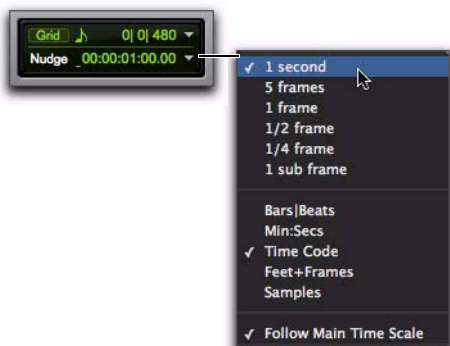 Grid 0| 0| 480
Nudge 00:00:01:00.00
✓ 1 second
5 frames
1 frame
1/2 frame
1/4 frame
1 sub frame
Bars|Beats
Min:Secs
✓ Time Code
Feet+Frames
Samples
✓ Follow Main Time Scale